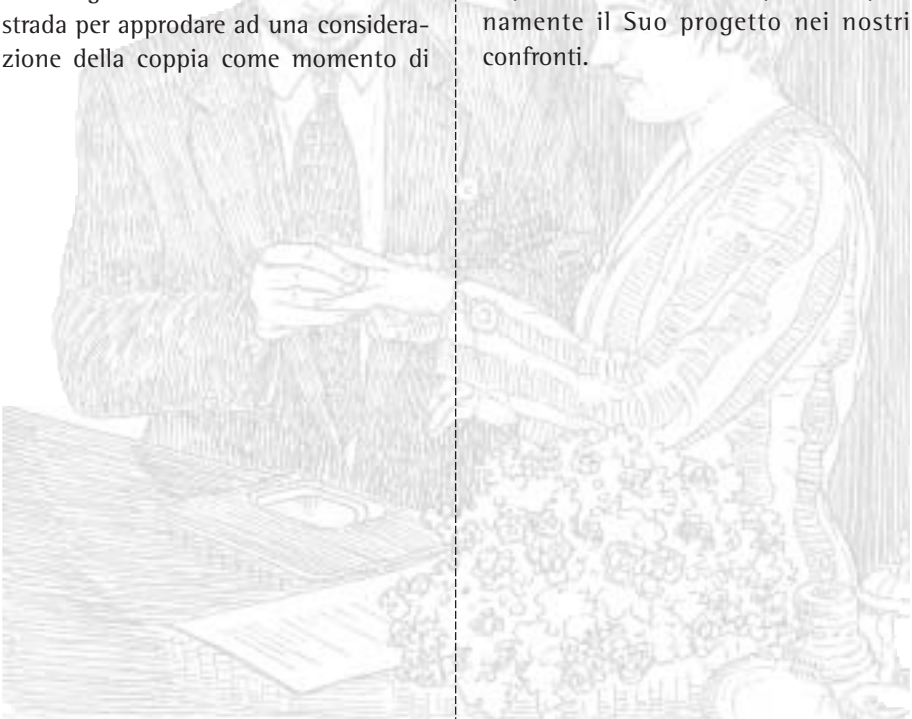 strada per approdare ad una considera-
zione della coppia come momento di
namente il Suo progetto nei nostri
confronti.